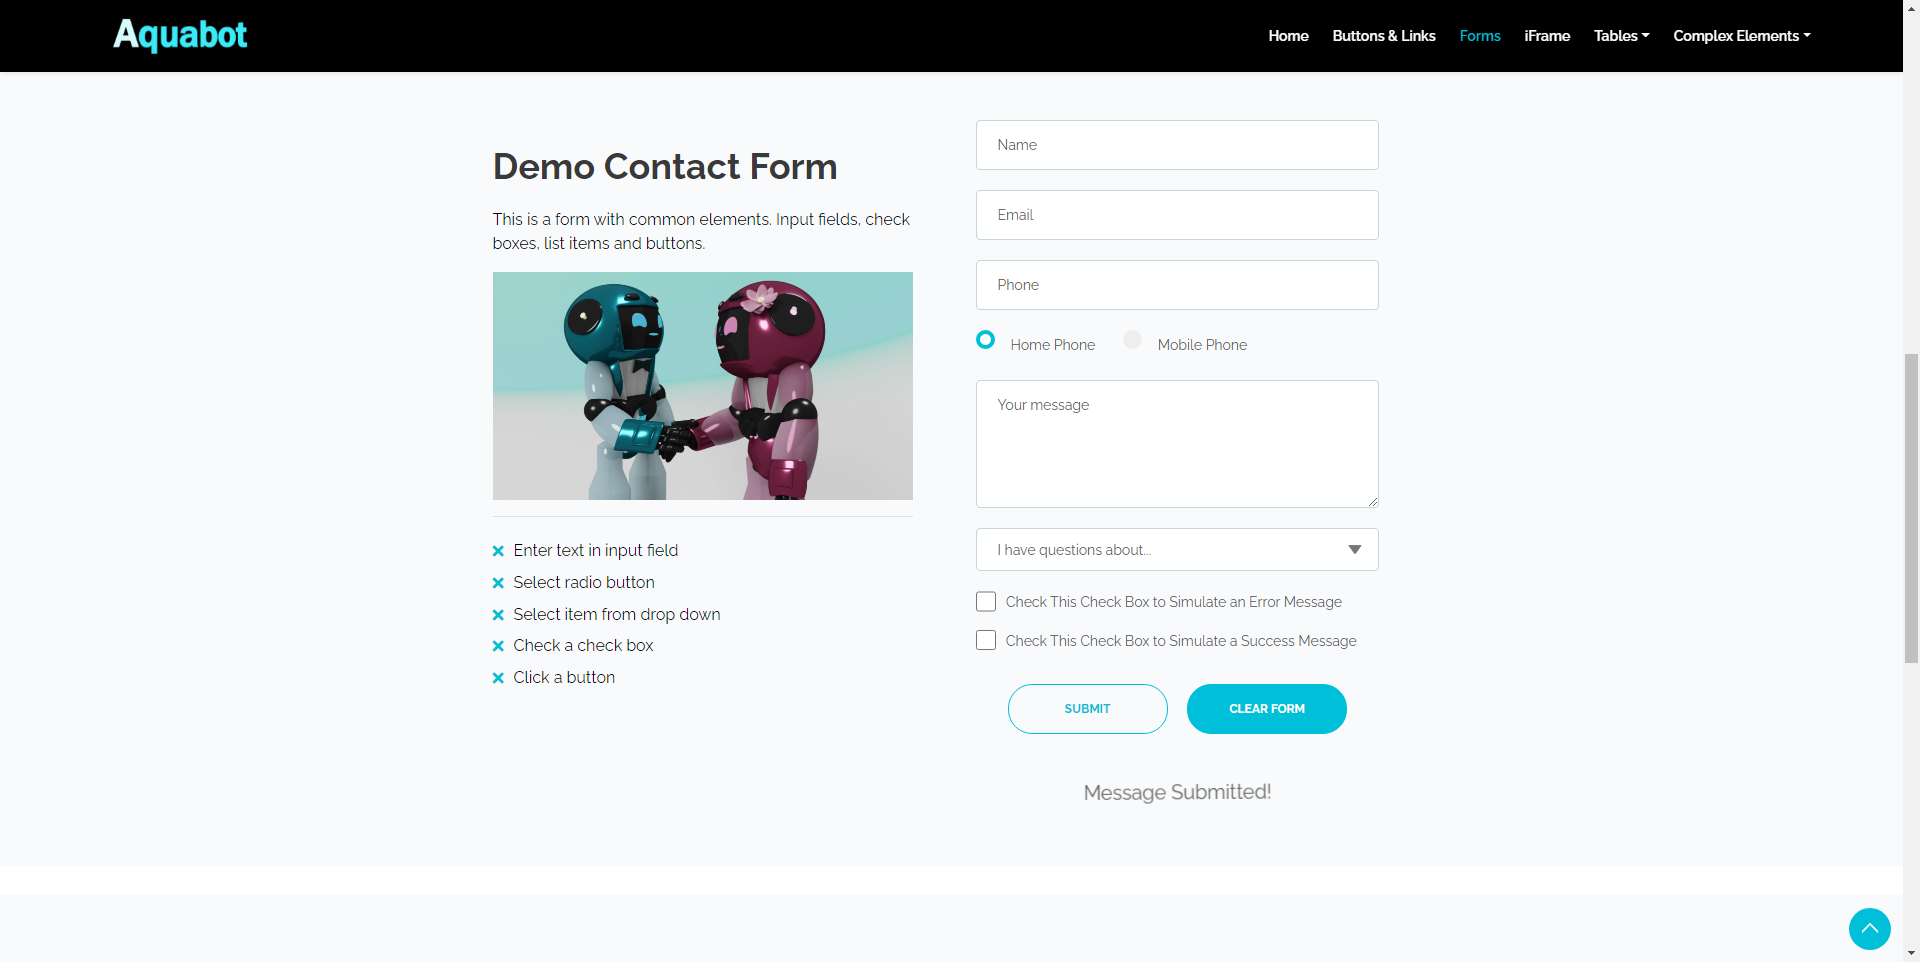 Aquabot
Home Buttons & Links Forms iFrame Tables Complex Elements
Demo Contact Form
This is a form with common elements. Input fields, check
boxes, list items and buttons.
Enter text in input field
Select radio button
Select item from drop down
Check a check box
Click a button
Name
Email
Phone
Home Phone Mobile Phone
Your message
I have questions about...
Check This Check Box to Simulate an Error Message
Check This Check Box to Simulate a Success Message
SUBMIT CLEAR FORM
Message Submitted!